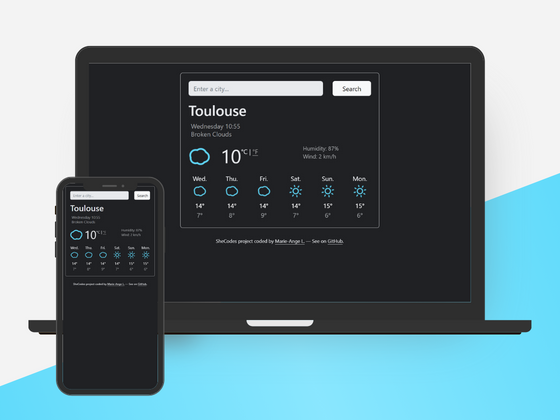 Enter a city...
Search
Toulouse
Wednesday 10:55
Broken Clouds
10°C | °F
Humidity: 87%
Wind: 2 km/h
Wed. Thu. Fri. Sat. Sun. Mon.
14° 14° 14° 14° 15° 15°
7° 8° 9° 7° 6° 6°
SheCodes project coded by Marie-Ange L. — See on GitHub.
Enter a city...
Search
Toulouse
Wednesday 10:55
Broken Clouds
10°C | °F
Humidity: 87%
Wind: 2 km/h
Wed. Thu. Fri. Sat. Sun. Mon.
14° 14° 14° 14° 15° 15°
7° 8° 9° 7° 6° 6°
SheCodes project coded by Marie-Ange L. — See on GitHub.